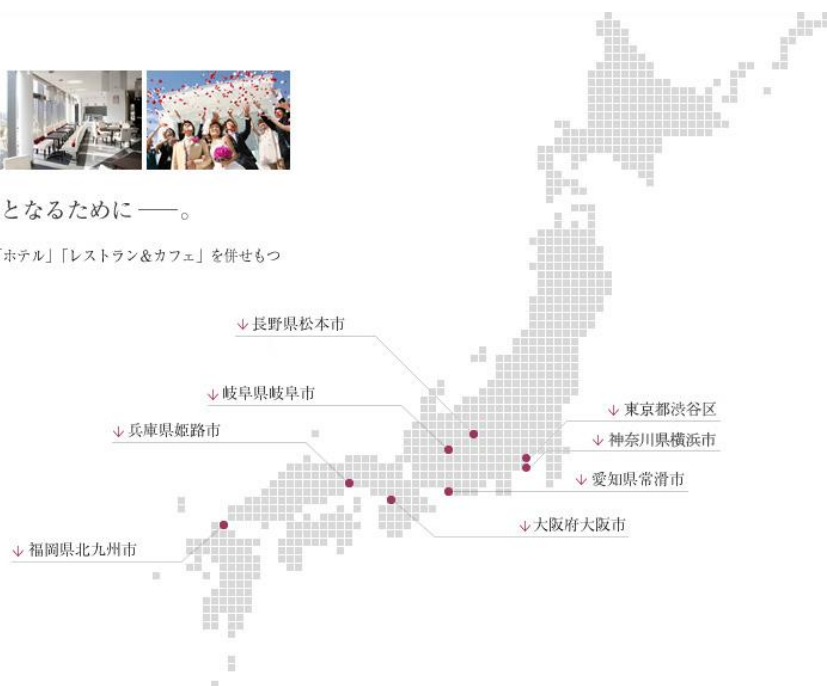 となるために ──。
「ホテル」「レストラン&カフェ」を併せもつ
長野県松本市
岐阜県岐阜市
東京都渋谷区
兵庫県姫路市
神奈川県横浜市
愛知県常滑市
大阪府大阪市
福岡県北九州市